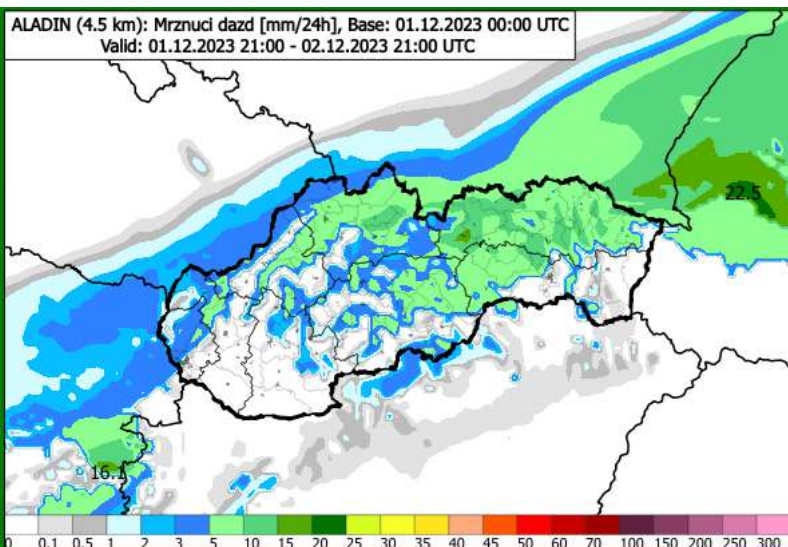 ALADIN (4.5 km): Mrznuci dazd [mm/24h], Base: 01.12.2023 00:00 UTC
Valid: 01.12.2023 21:00 - 02.12.2023 21:00 UTC
22.5
16.1
0 0.1 0.5 1 2 3 5 10 15 20 25 30 35 40 45 50 60 70 100 150 200 250 300